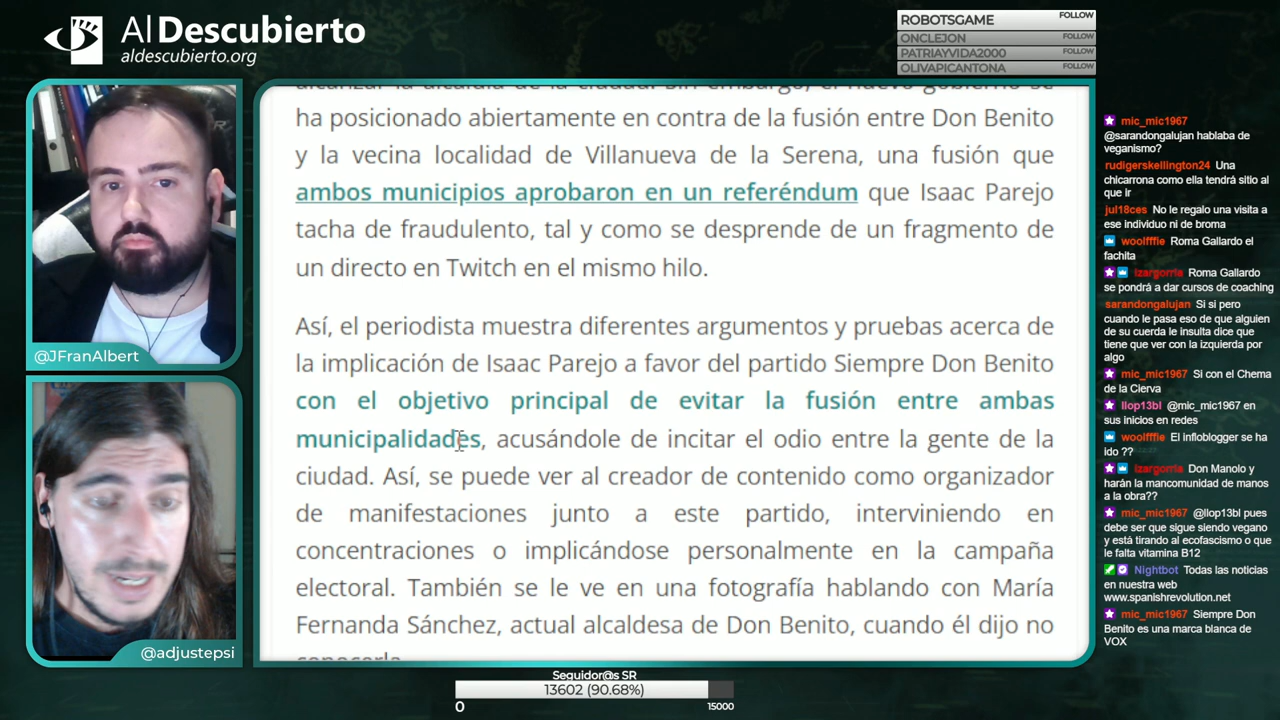 Al Descubierto
aldescubierto.org
ROBOTSGAME FOLLOW
ONCLEJON FOLLOW
PATRIAYVIDA2000 FOLLOW
OLIVAPICANTONA FOLLOW
@JFranAlbert
@adjustepsi
alcanzar la alcaldía de la ciudad. Sin embargo, el nuevo gobierno se
ha posicionado abiertamente en contra de la fusión entre Don Benito
y la vecina localidad de Villanueva de la Serena, una fusión que
ambos municipios aprobaron en un referéndum que Isaac Parejo
tacha de fraudulento, tal y como se desprende de un fragmento de
un directo en Twitch en el mismo hilo.
Así, el periodista muestra diferentes argumentos y pruebas acerca de
la implicación de Isaac Parejo a favor del partido Siempre Don Benito
con el objetivo principal de evitar la fusión entre ambas
municipalidades, acusándole de incitar el odio entre la gente de la
ciudad. Así, se puede ver al creador de contenido como organizador
de manifestaciones junto a este partido, interviniendo en
concentraciones o implicándose personalmente en la campaña
electoral. También se le ve en una fotografía hablando con María
Fernanda Sánchez, actual alcaldesa de Don Benito, cuando él dijo no
conocerla.
mic_mic1967
@sarandongalujan hablaba de
veganismo?
rudigerskellington24 Una
chicarrona como ella tendrá sitio al
que ir
jul18ces No le regalo una visita a
ese individuo ni de broma
woolfffie Roma Gallardo el
fachita
izargorria Roma Gallardo
se pondrá a dar cursos de coaching
sarandongalujan Si si pero
cuando le pasa eso de que alguien
de su cuerda le insulta dice que
tiene que ver con la izquierda por
algo
mic_mic1967 Si con el Chema
de la Cierva
llop13bl @mic_mic1967 en
sus inicios en redes
woolfffie El infloblogger se ha
ido ??
izargorria Don Manolo y
harán la mancomunidad de manos
a la obra??
mic_mic1967 @llop13bl pues
debe ser que sigue siendo vegano
y está tirando al ecofascismo o que
le falta vitamina B12
Nightbot Todas las noticias
en nuestra web
www.spanishrevolution.net
mic_mic1967 Siempre Don
Benito es una marca blanca de
VOX
Seguidor@s SR
13602 (90.68%)
0 15000